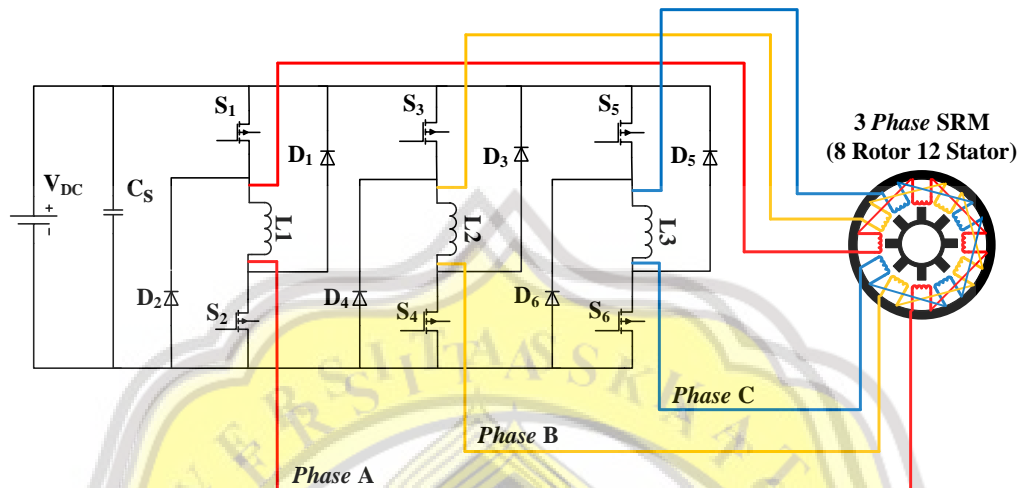 S1
S3
S5
3 Phase SRM
(8 Rotor 12 Stator)
D1
D3
D5
VDC
CS
+
-
L1
L2
L3
D2
D4
D6
S2
S4
S6
Phase C
Phase B
Phase A